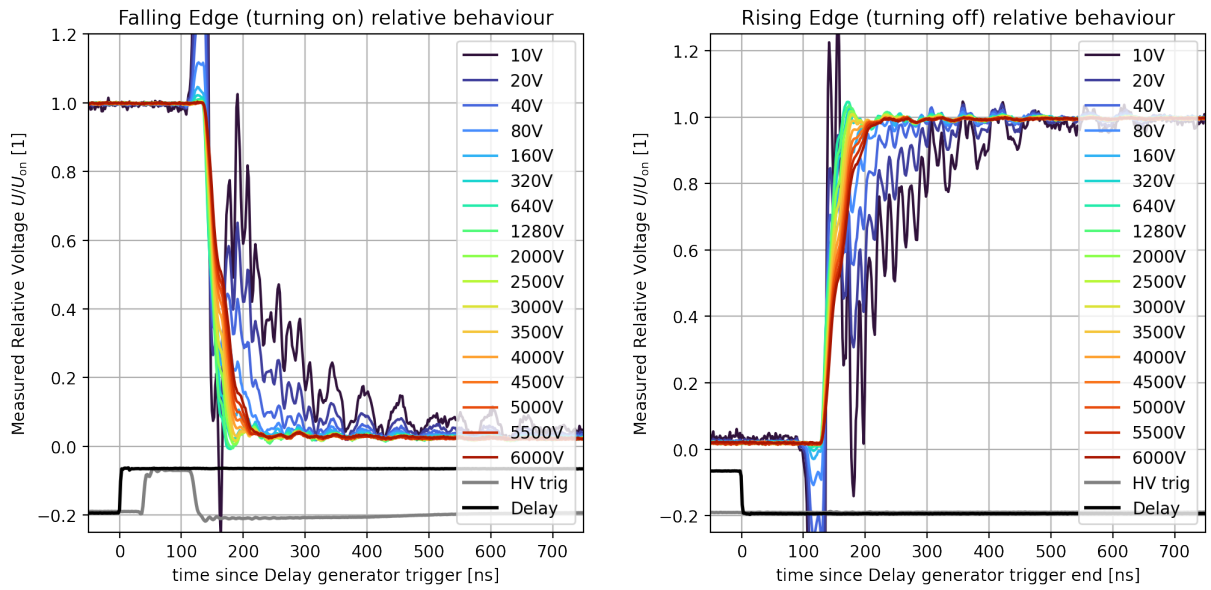 Falling Edge (turning on) relative behaviour
Measured Relative Voltage U/U_on [1]
1.2
1.0
0.8
0.6
0.4
0.2
0.0
−0.2
0
100
200
300
400
500
600
700
time since Delay generator trigger [ns]
10V
20V
40V
80V
160V
320V
640V
1280V
2000V
2500V
3000V
3500V
4000V
4500V
5000V
5500V
6000V
HV trig
Delay
Rising Edge (turning off) relative behaviour
Measured Relative Voltage U/U_on [1]
1.2
1.0
0.8
0.6
0.4
0.2
0.0
−0.2
0
100
200
300
400
500
600
700
time since Delay generator trigger end [ns]
10V
20V
40V
80V
160V
320V
640V
1280V
2000V
2500V
3000V
3500V
4000V
4500V
5000V
5500V
6000V
HV trig
Delay